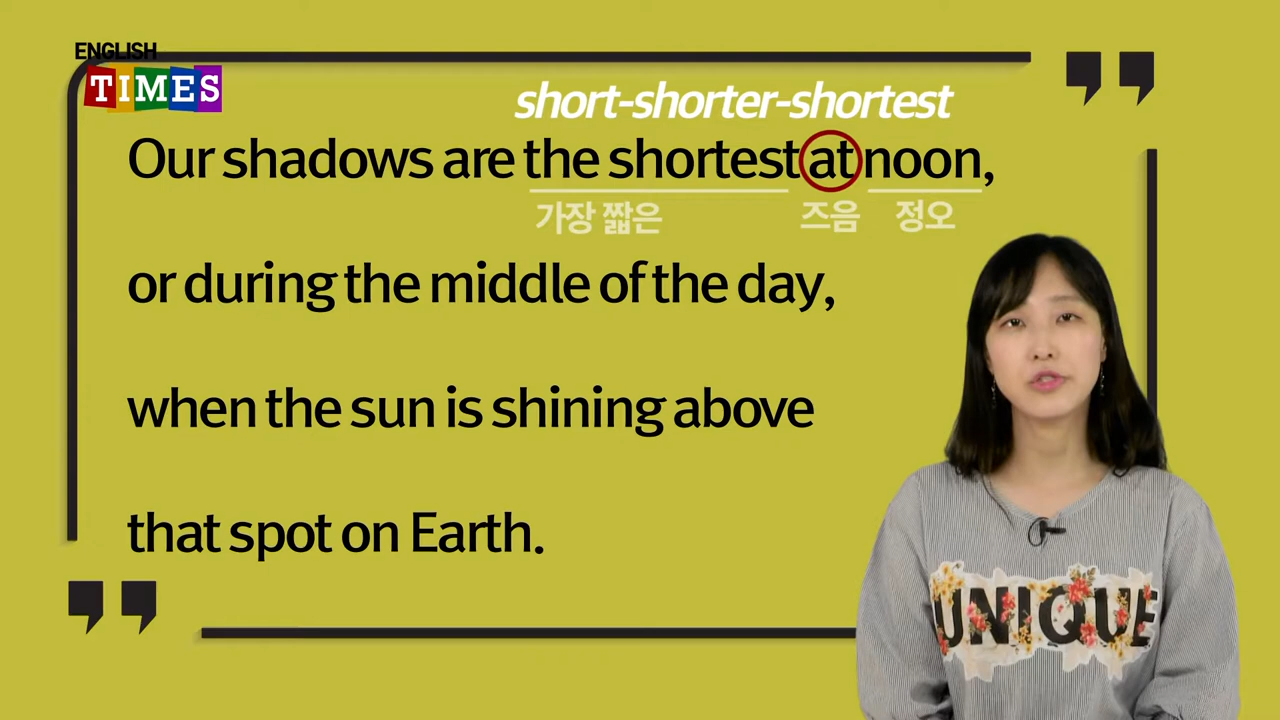 ENGLISH
TIMES
short-shorter-shortest
Our shadows are the shortest at noon,
가장 짧은 즈음 정오
or during the middle of the day,
when the sun is shining above
that spot on Earth.
UNIQUE